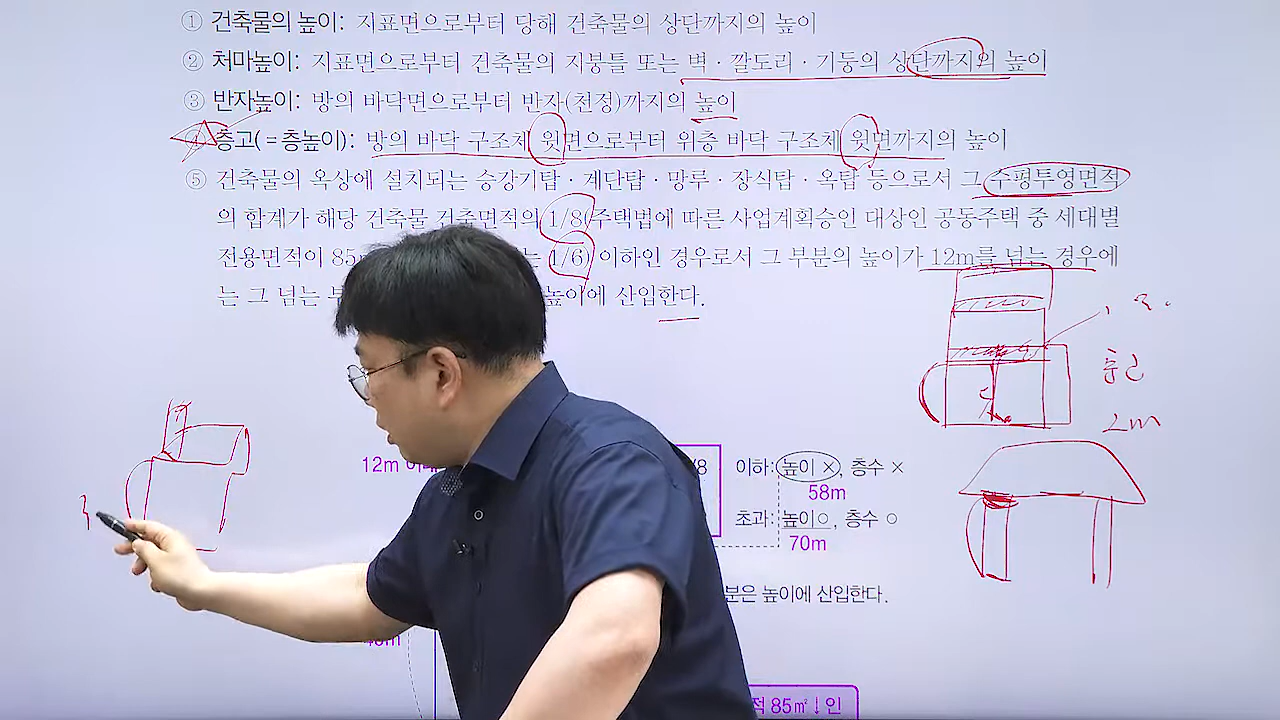 ① 건축물의 높이: 지표면으로부터 당해 건축물의 상단까지의 높이
② 처마높이: 지표면으로부터 건축물의 지붕틀 또는 벽·깔도리·기둥의 상단까지의 높이
③ 반자높이: 방의 바닥면으로부터 반자(천정)까지의 높이
층고(=층높이): 방의 바닥 구조체 윗면으로부터 위층 바닥 구조체 윗면까지의 높이
⑤ 건축물의 옥상에 설치되는 승강기탑·계단탑·망루·장식탑·옥탑 등으로서 그 수평투영면적
의 합계가 해당 건축물 건축면적의 1/8(주택법에 따른 사업계획승인 대상인 공동주택 중 세대별
전용면적이 85 1/6) 이하인 경우로서 그 부분의 높이가 12m를 넘는 경우에
는 그 넘는 높이에 산입한다.
층고
2m
12m
/8 이하: 높이 ×, 층수 ×
58m
초과: 높이○, 층수 ○
70m
분은 높이에 산입한다.
적 85㎡↓인